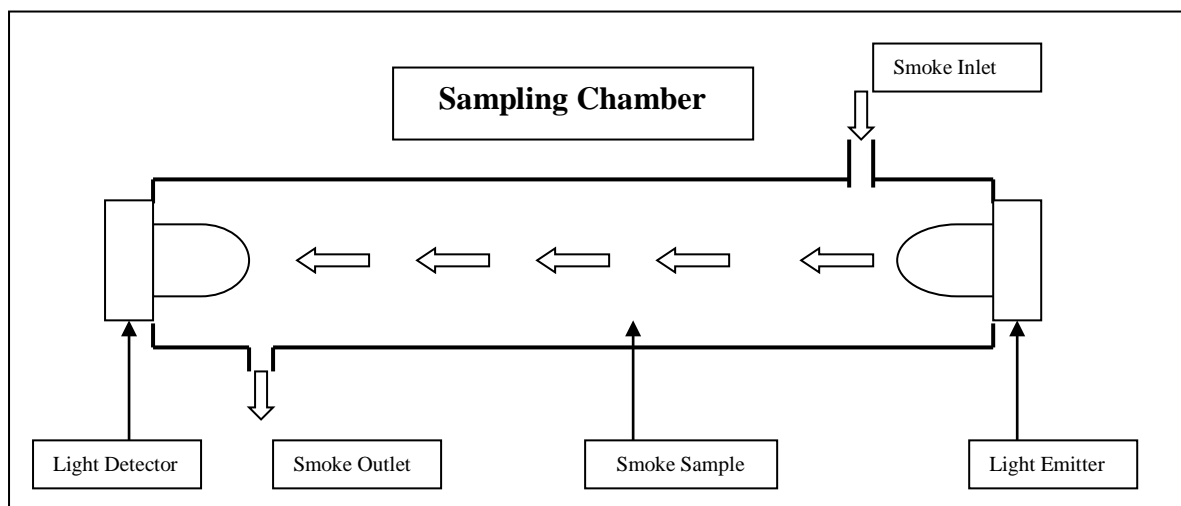 Smoke Inlet
Sampling Chamber
Light Detector
Smoke Outlet
Smoke Sample
Light Emitter